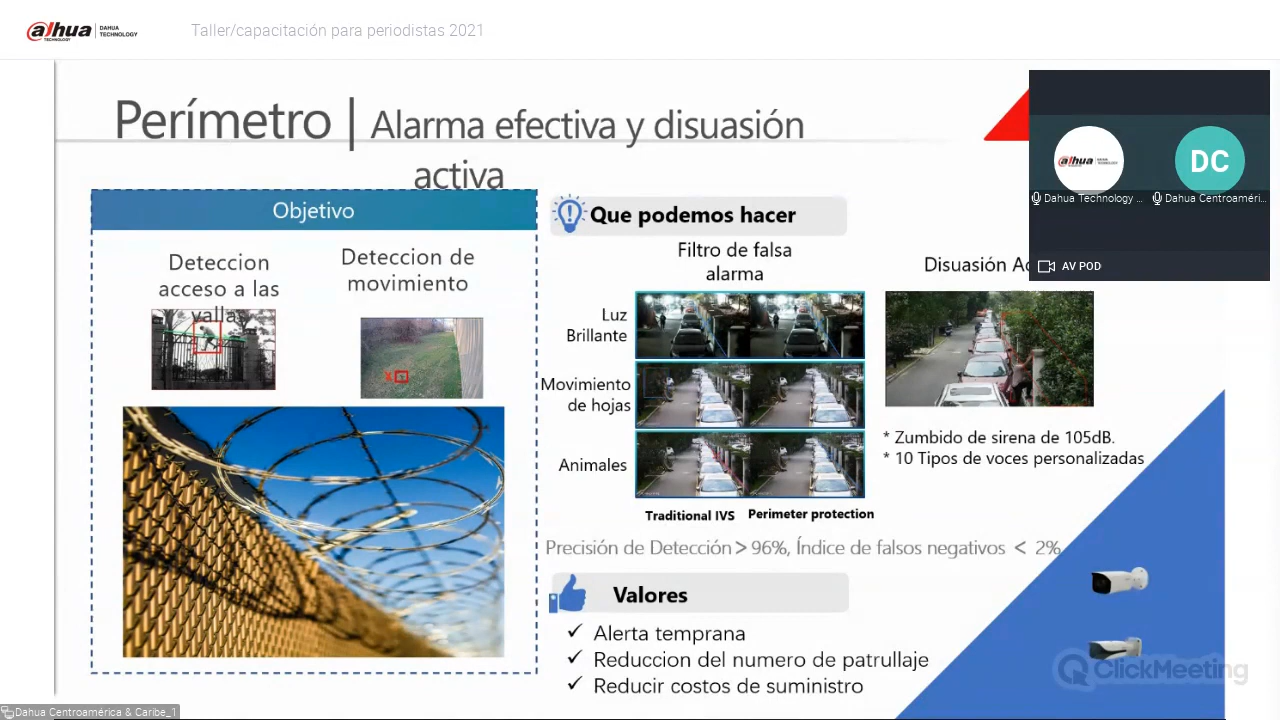 alhua
TECHNOLOGY
DAHUA
TECHNOLOGY
Taller/capacitación para periodistas 2021
Perímetro | Alarma efectiva y disuasión
activa
Objetivo
Deteccion
acceso a las
vallas
Deteccion de
movimiento
Que podemos hacer
Filtro de falsa
alarma
Luz
Brillante
Movimiento
de hojas
Animales
Traditional IVS
Perimeter protection
Disuasión Ac
* Zumbido de sirena de 105dB.
* 10 Tipos de voces personalizadas
Precisión de Detección > 96%, Índice de falsos negativos < 2%
Valores
✓ Alerta temprana
✓ Reduccion del numero de patrullaje
✓ Reducir costos de suministro
alhua
DC
Dahua Technology ...
Dahua Centroaméri...
AV POD
ClickMeeting
Dahua Centroamérica & Caribe_1